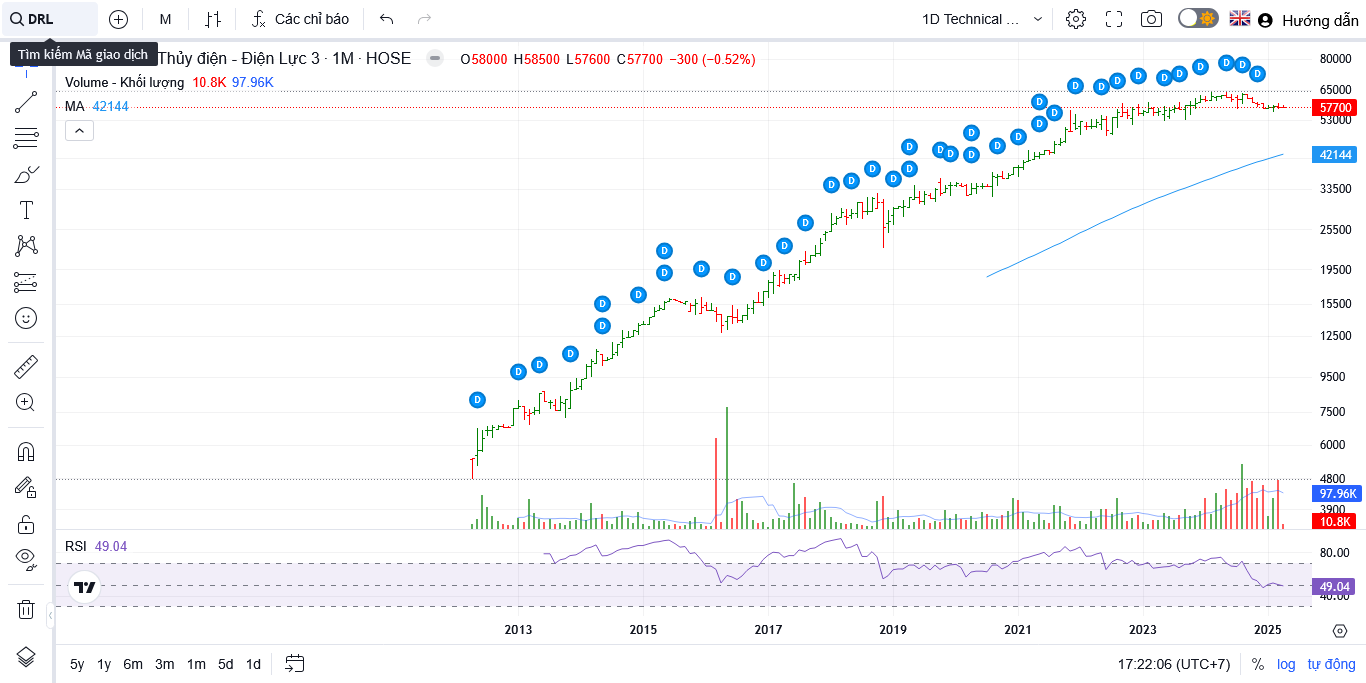 DRL
M
Các chỉ báo
1D Technical ...
Hướng dẫn
Tìm kiếm Mã giao dịch
Thủy điện - Điện Lực 3 · 1M · HOSE
O58000 H58500 L57600 C57700 −300 (−0.52%)
Volume - Khối lượng 10.8K 97.96K
MA 42144
80000
65000
57700
53000
42144
33500
25500
19500
15500
12500
9500
7500
6000
4800
97.96K
3900
10.8K
D D D D D D D D D D D D D D D D D D D D D D D D D D D D D D D D D D D D D D D D D D
RSI 49.04
80.00
49.04
40.00
2013 2015 2017 2019 2021 2023 2025
5y 1y 6m 3m 1m 5d 1d
17:22:06 (UTC+7) % log tự động